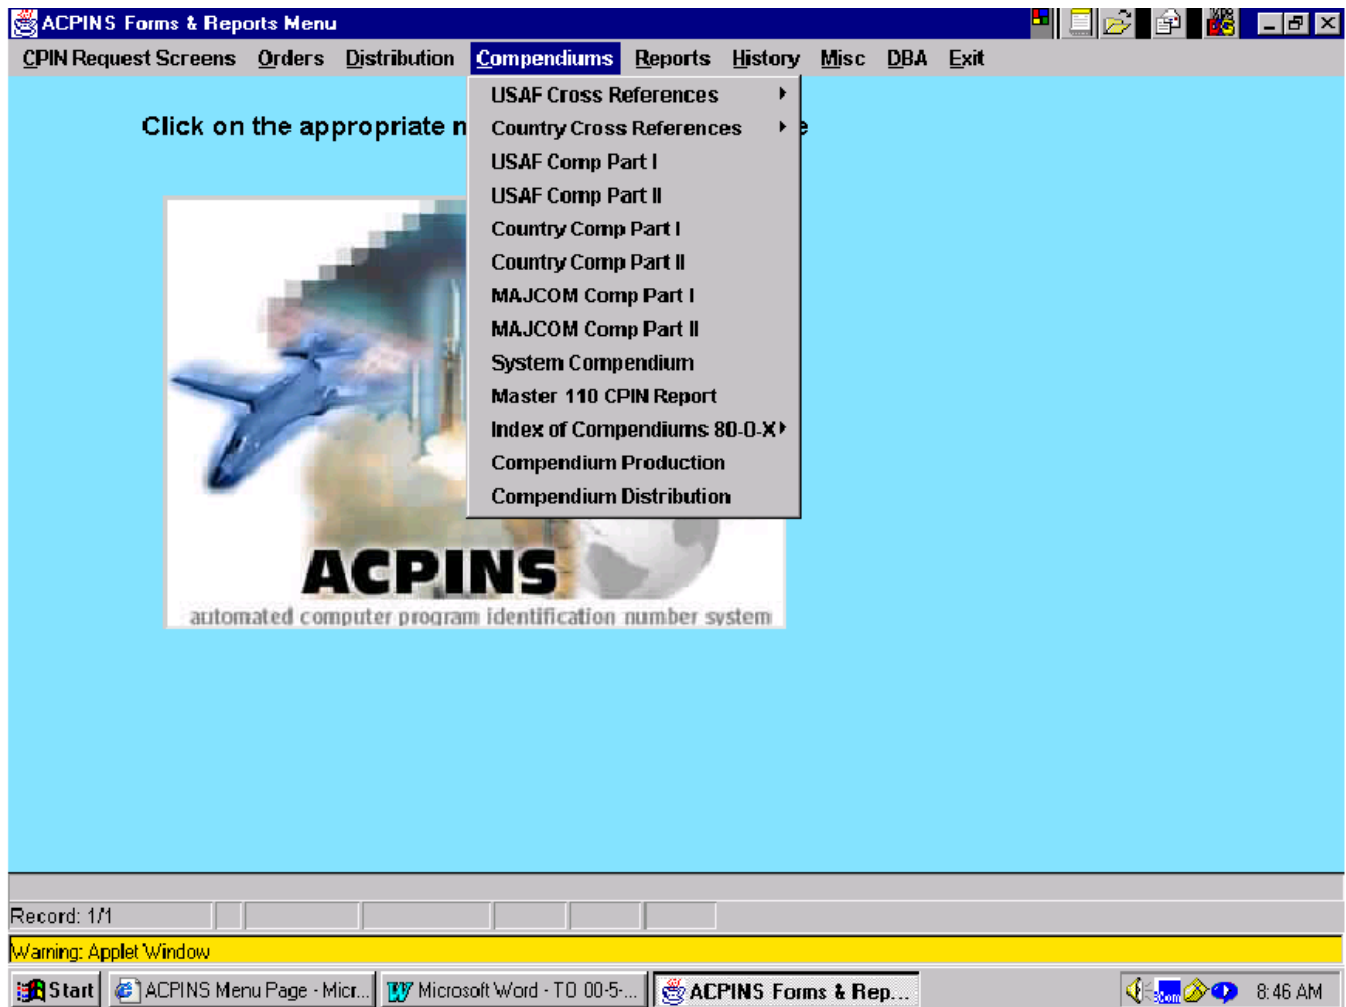 ACPINS Forms & Reports Menu
CPIN Request Screens Orders Distribution Compendiums Reports History Misc DBA Exit
Click on the appropriate
USAF Cross References
Country Cross References
USAF Comp Part I
USAF Comp Part II
Country Comp Part I
Country Comp Part II
MAJCOM Comp Part I
MAJCOM Comp Part II
System Compendium
Master 110 CPIN Report
Index of Compendiums 80-0-X
Compendium Production
Compendium Distribution
ACPINS
automated computer program identification number system
Record: 1/1
Warning: Applet Window
Start ACPINS Menu Page - Micr... Microsoft Word - TO 00-5-... ACPINS Forms & Rep... 8:46 AM